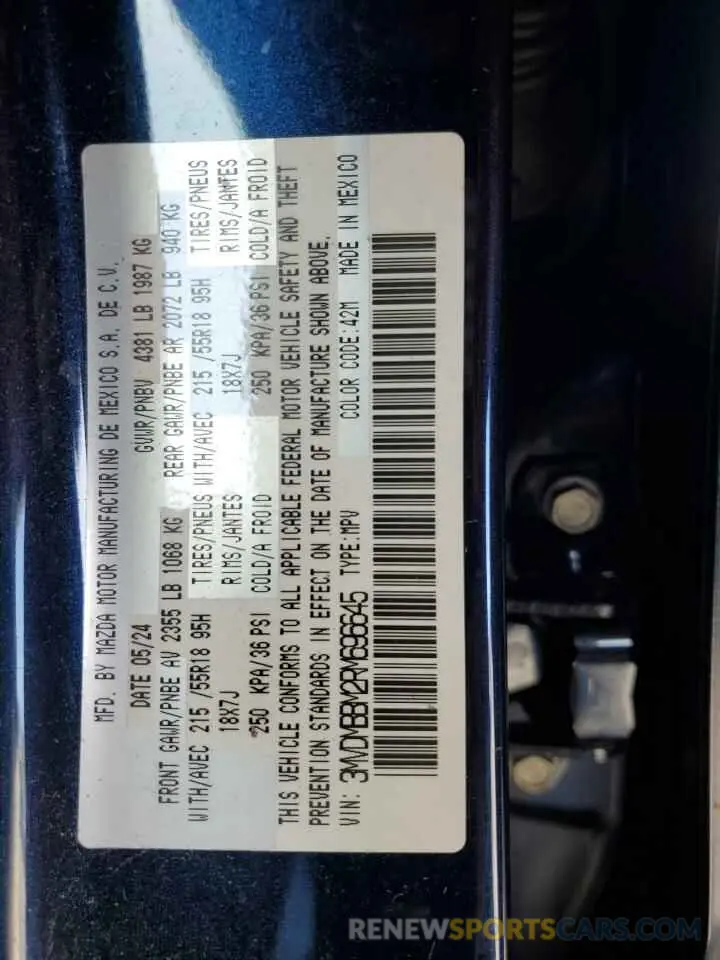 MFD. BY MAZDA MOTOR MANUFACTURING DE MEXICO S.A. DE C.V.
DATE 05/24 GVWR/PNBV 4381 LB 1987 KG
FRONT GAWR/PNBE AV 2355 LB 1068 KG REAR GAWR/PNBE AR 2072 LB 940 KG
WITH/AVEC 215 /55R18 95H TIRES/PNEUS WITH/AVEC 215 /55R18 95H TIRES/PNEUS
18X7J RIMS/JANTES 18X7J RIMS/JANTES
250 KPA/36 PSI COLD/A FROID 250 KPA/36 PSI COLD/A FROID
THIS VEHICLE CONFORMS TO ALL APPLICABLE FEDERAL MOTOR VEHICLE SAFETY AND THEFT
PREVENTION STANDARDS IN EFFECT ON THE DATE OF MANUFACTURE SHOWN ABOVE.
VIN: 3MVDMBBM2RM696645 TYPE:MPV COLOR CODE:42M MADE IN MEXICO
RENEWSPORTSCARS.COM